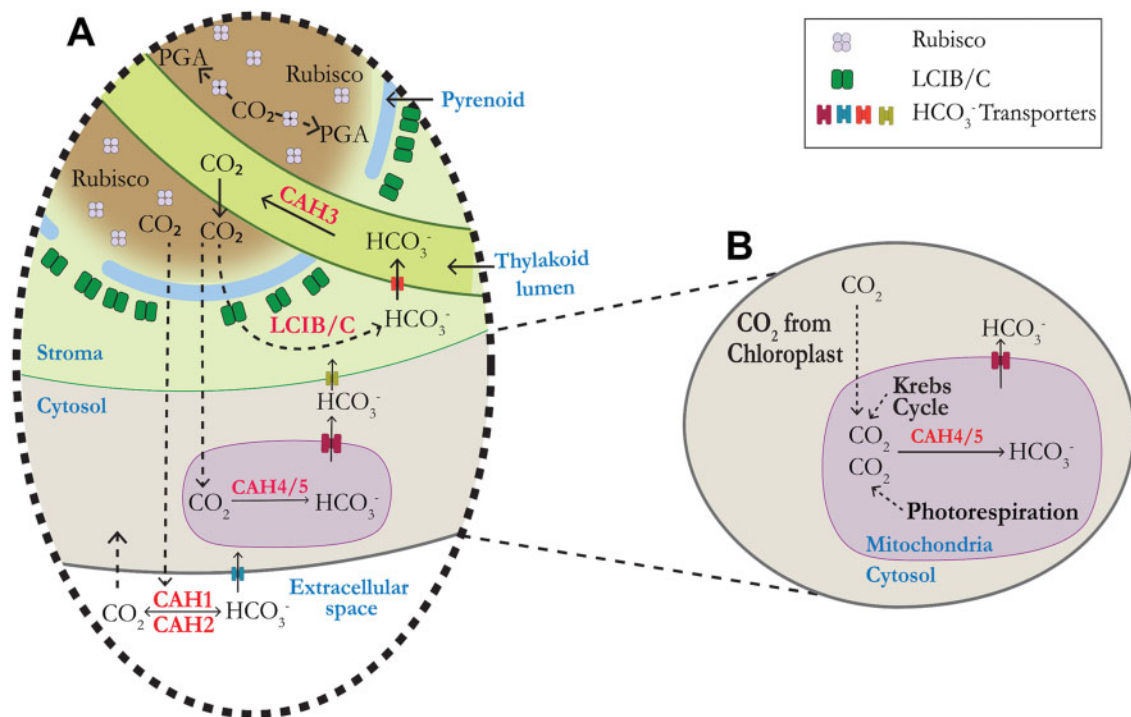 A
PGA
Rubisco
CO₂
PGA
Pyrenoid
CO₂
Rubisco
CAH3
CO₂
CO₂
HCO₃⁻
Thylakoid
lumen
LCIB/C
HCO₃⁻
Stroma
Cytosol
HCO₃⁻
CO₂
CAH4/5
HCO₃⁻
Extracellular
space
CO₂
CAH1
CAH2
HCO₃⁻
Rubisco
LCIB/C
HCO₃⁻ Transporters
B
CO₂
CO₂ from
Chloroplast
HCO₃⁻
Krebs
Cycle
CO₂
CAH4/5
HCO₃⁻
CO₂
Photorespiration
Mitochondria
Cytosol